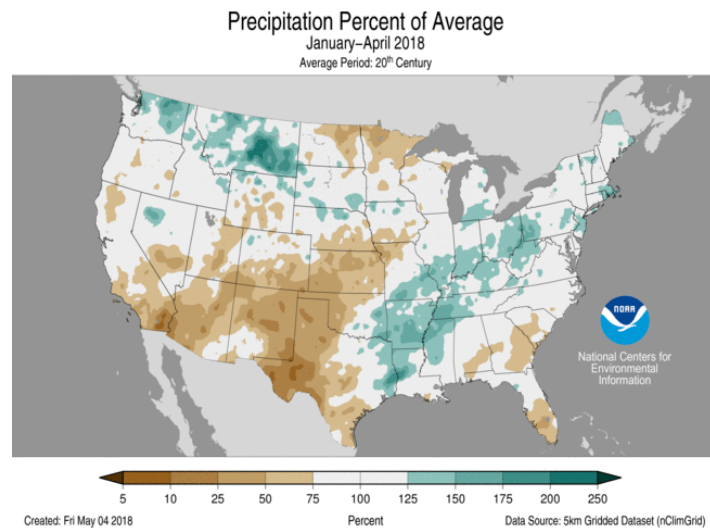 Precipitation Percent of Average
January–April 2018
Average Period: 20th Century
NOAA
National Centers for
Environmental
Information
5 10 25 50 75 100 125 150 175 200 250
Created: Fri May 04 2018 Percent Data Source: 5km Gridded Dataset (nClimGrid)